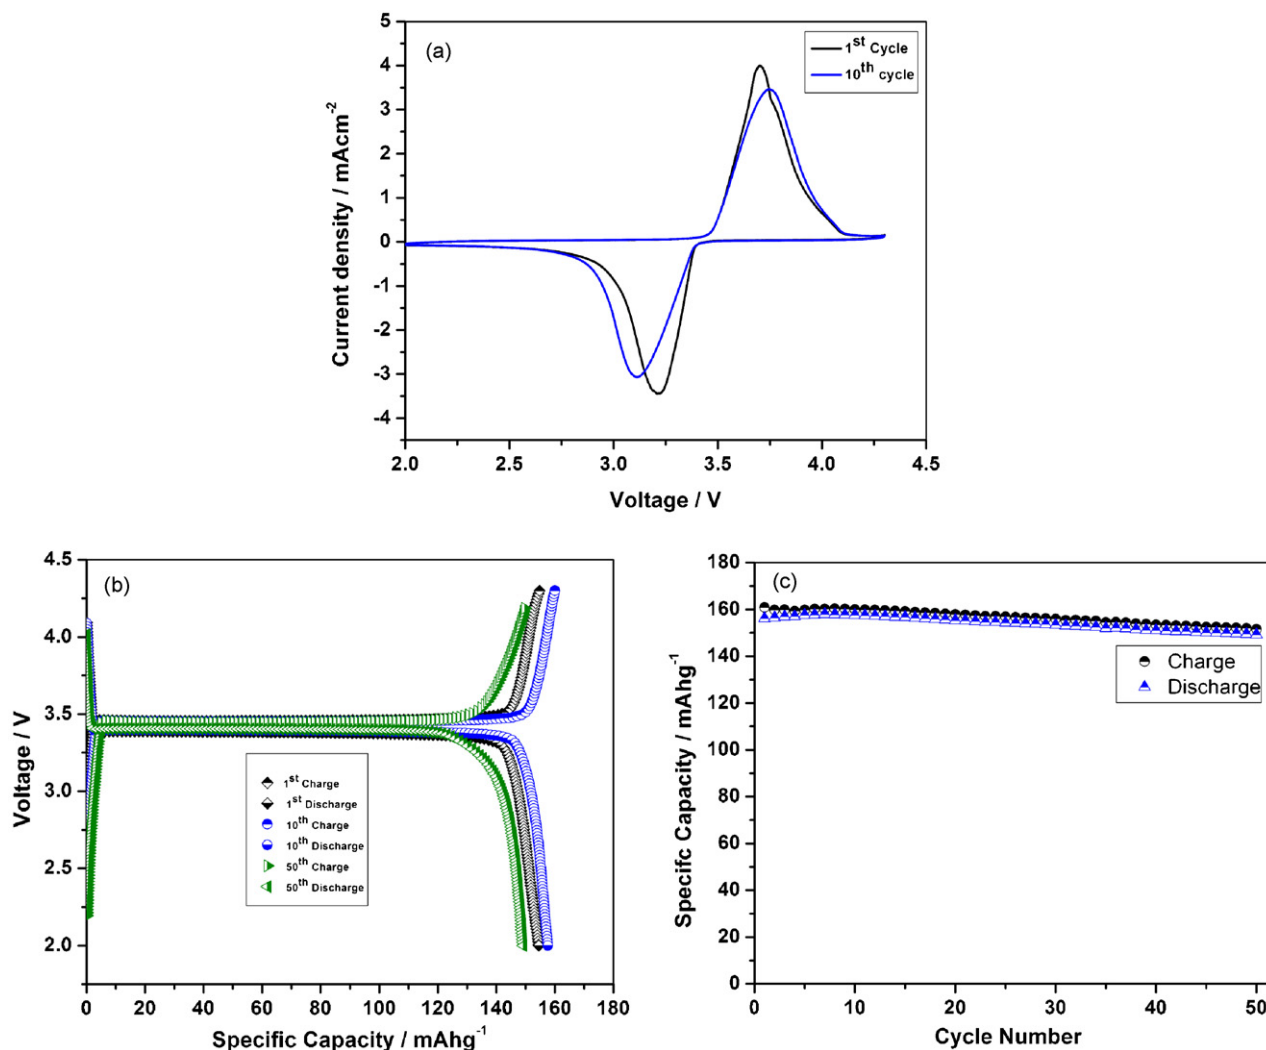 (a)
1st Cycle
10th cycle
5
4
3
2
1
0
-1
-2
-3
-4
Current density / mAcm-2
2.0 2.5 3.0 3.5 4.0 4.5
Voltage / V
(b)
4.5
4.0
3.5
3.0
2.5
2.0
Voltage / V
1st Charge
1st Discharge
10th Charge
10th Discharge
50th Charge
50th Discharge
0 20 40 60 80 100 120 140 160 180
Specific Capacity / mAhg-1
(c)
180
160
140
120
100
80
60
40
20
0
Specifc Capacity / mAhg-1
Charge
Discharge
0 10 20 30 40 50
Cycle Number